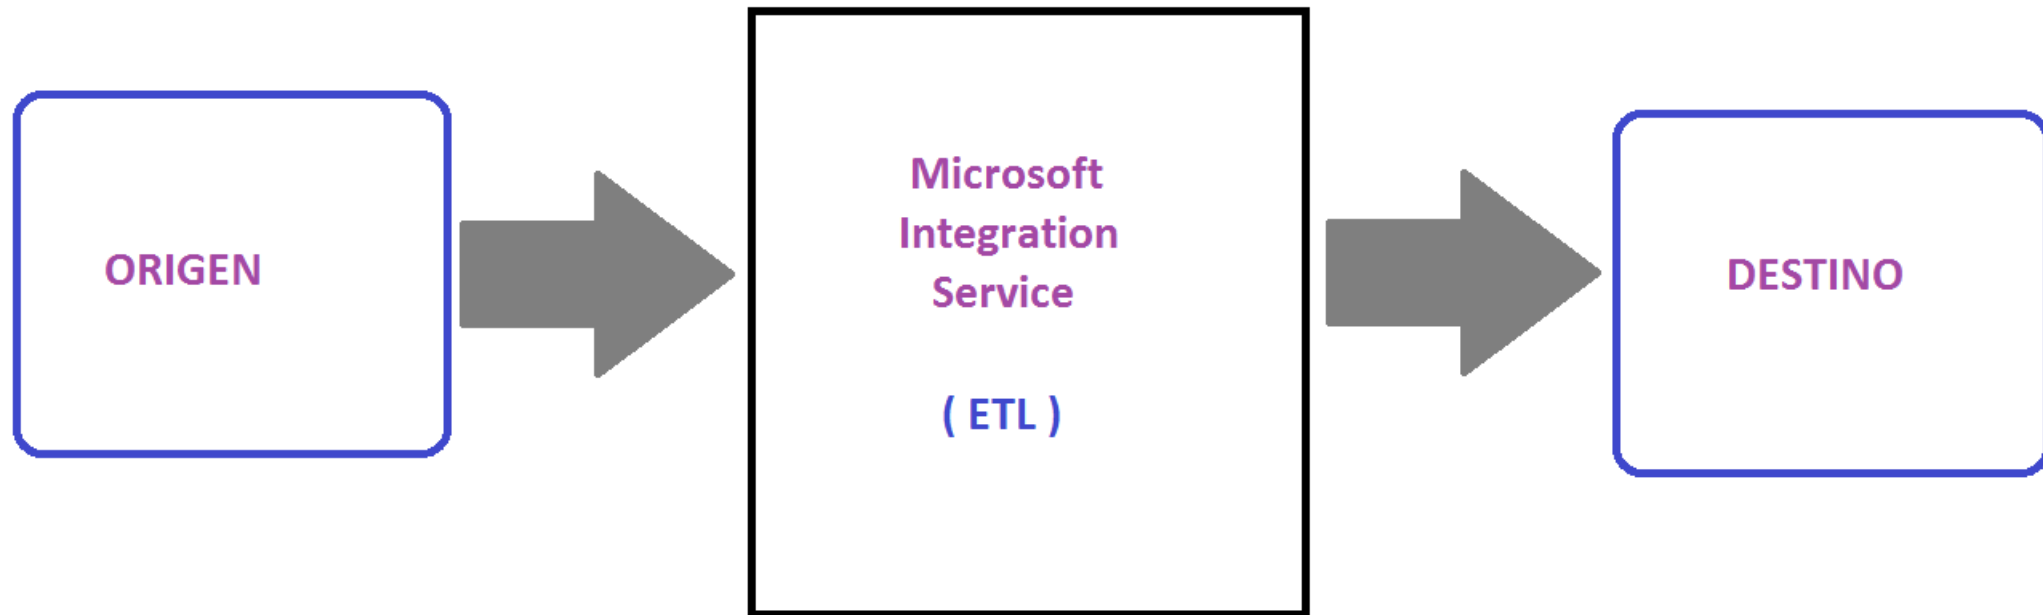 ORIGEN
Microsoft
Integration
Service
( ETL )
DESTINO